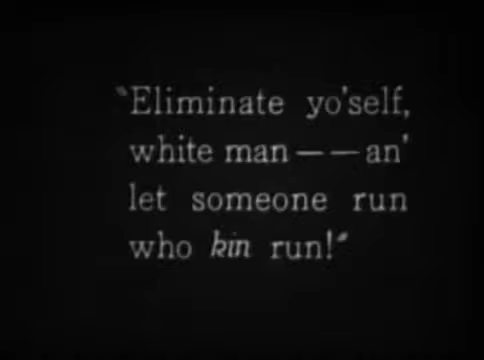 "Eliminate yo'self,
white man — — an'
let someone run
who kin run!"